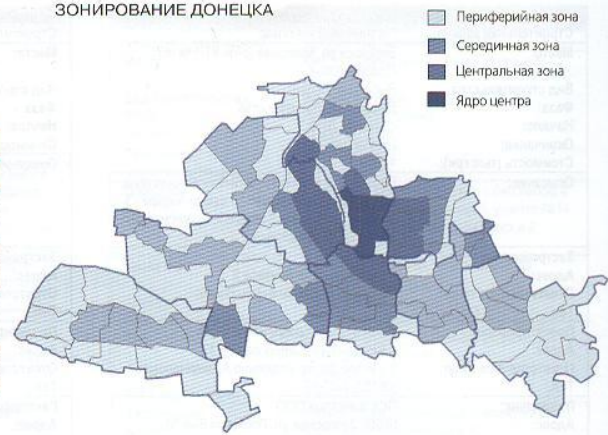 ЗОНИРОВАНИЕ ДОНЕЦКА
Периферийная зона
Серединная зона
Центральная зона
Ядро центра